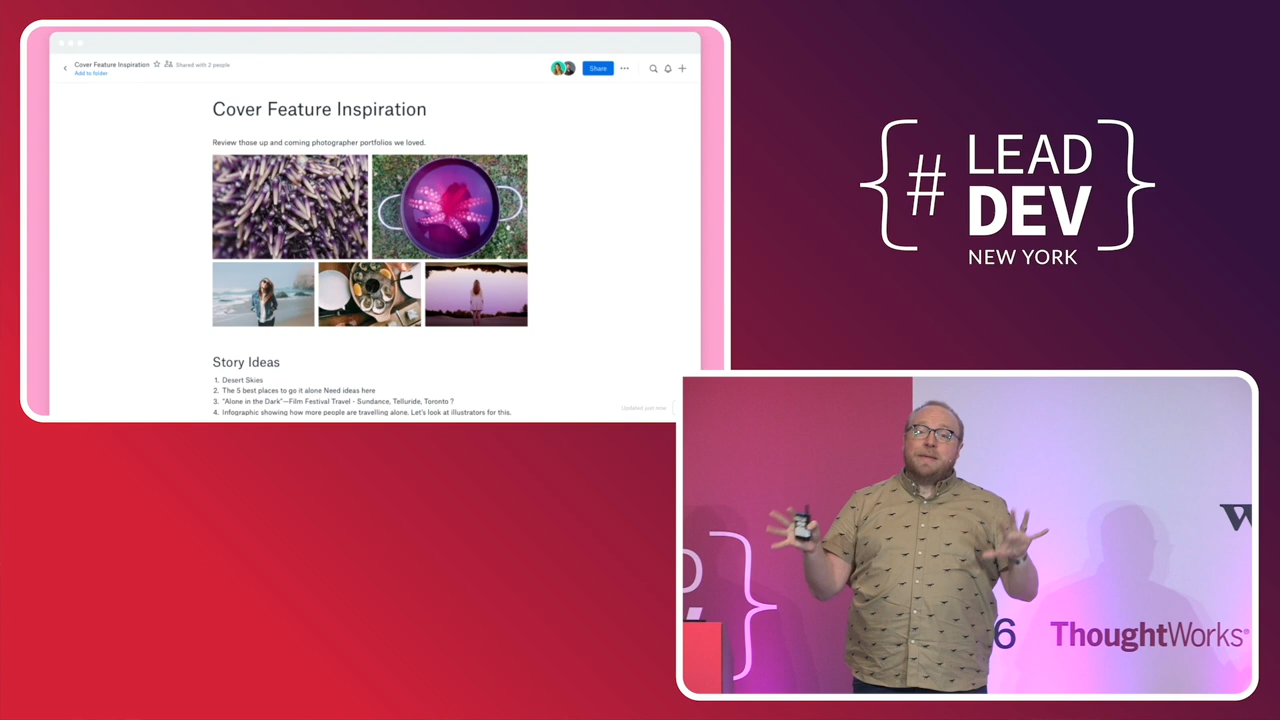 Cover Feature Inspiration
Shared with 2 people
Add to folder
Share
Cover Feature Inspiration
Review those up and coming photographer portfolios we loved.
Story Ideas
1. Desert Skies
2. The 5 best places to go it alone Need ideas here
3. "Alone in the Dark"—Film Festival Travel - Sundance, Telluride, Toronto ?
4. Infographic showing how more people are travelling alone. Let's look at illustrators for this.
Updated just now
{# LEAD
DEV}
NEW YORK
W
}
6
ThoughtWorks®